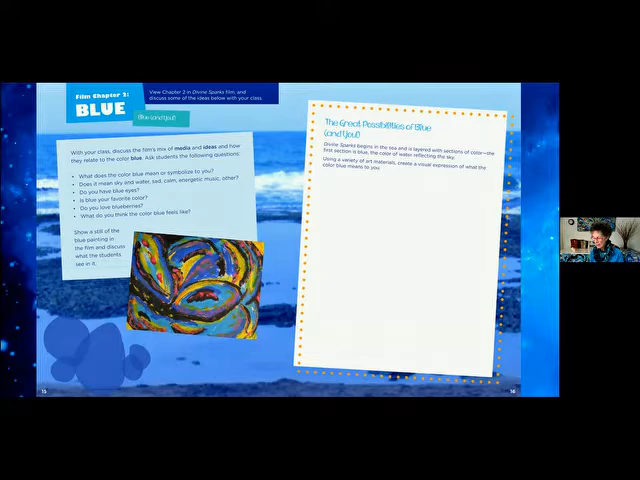 Film Chapter 2:
BLUE
View Chapter 2 in Divine Sparks film, and
discuss some of the ideas below with your class.
Blue (and You!)
With your class, discuss the film's mix of media and ideas and how
they relate to the color blue. Ask students the following questions:
• What does the color blue mean or symbolize to you?
• Does it mean sky and water, sad, calm, energetic music, other?
• Do you have blue eyes?
• Is blue your favorite color?
• Do you love blueberries?
• What do you think the color blue feels like?
Show a still of the
blue painting in
the film and discuss
what the students
see in it.
15
The Great Possibilities of Blue
(and You!)
Divine Sparks begins in the sea and is layered with sections of color—the
first section is blue, the color of water reflecting the sky.
Using a variety of art materials, create a visual expression of what the
color blue means to you.
16